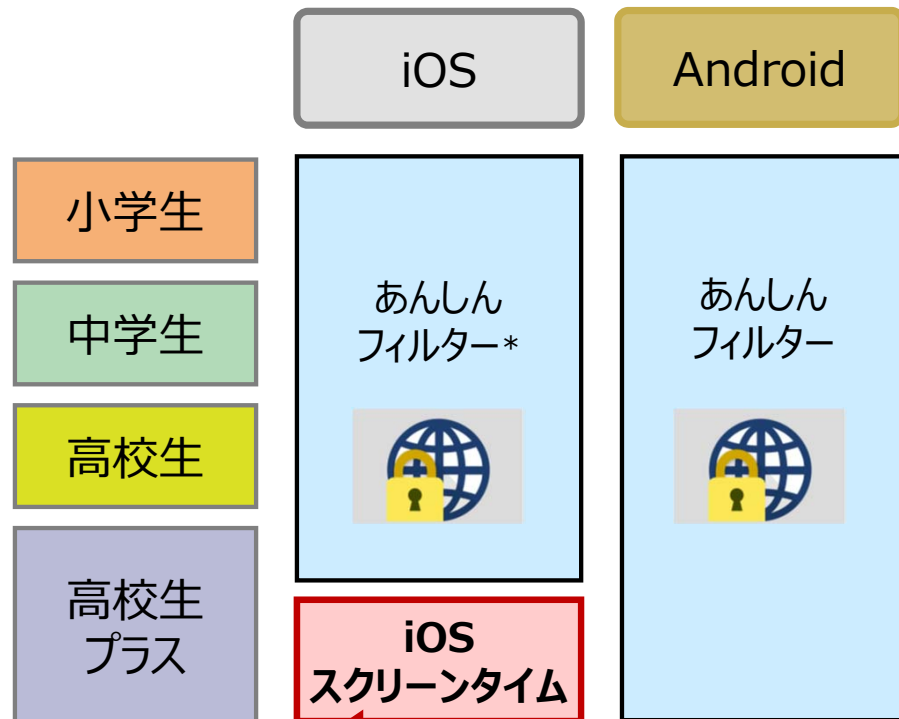 iOS
Android
小学生
中学生
高校生
高校生
プラス
あんしん
フィルター*
iOS
スクリーンタイム
あんしん
フィルター